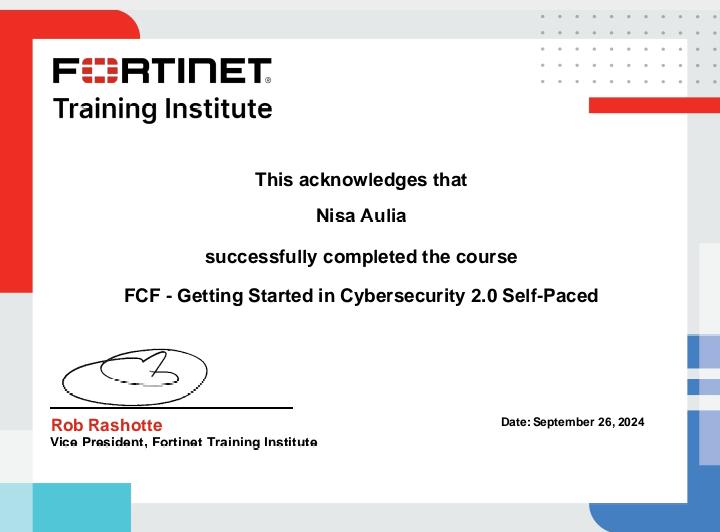 FORTINET®
Training Institute
This acknowledges that
Nisa Aulia
successfully completed the course
FCF - Getting Started in Cybersecurity 2.0 Self-Paced
Rob Rashotte
Vice President, Fortinet Training Institute
Date: September 26, 2024